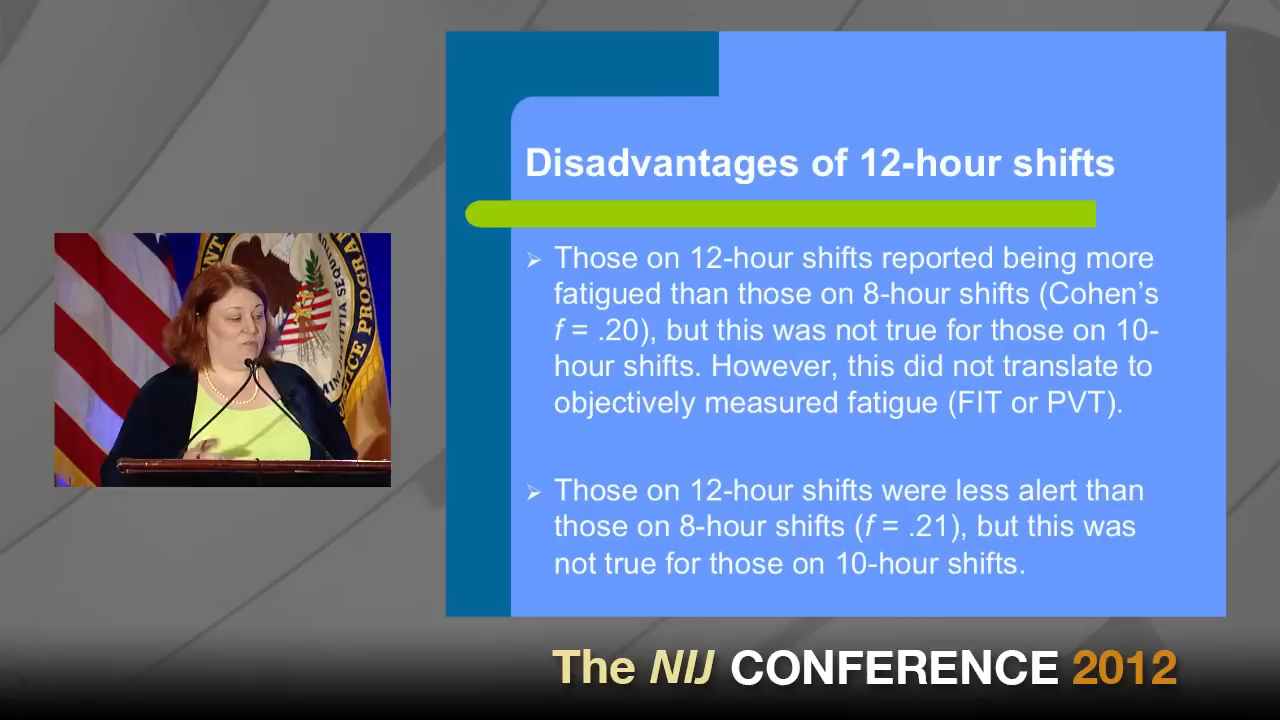 Disadvantages of 12-hour shifts
Those on 12-hour shifts reported being more
fatigued than those on 8-hour shifts (Cohen’s
f = .20), but this was not true for those on 10-
hour shifts. However, this did not translate to
objectively measured fatigue (FIT or PVT).
Those on 12-hour shifts were less alert than
those on 8-hour shifts (f = .21), but this was
not true for those on 10-hour shifts.
The NIJ CONFERENCE 2012